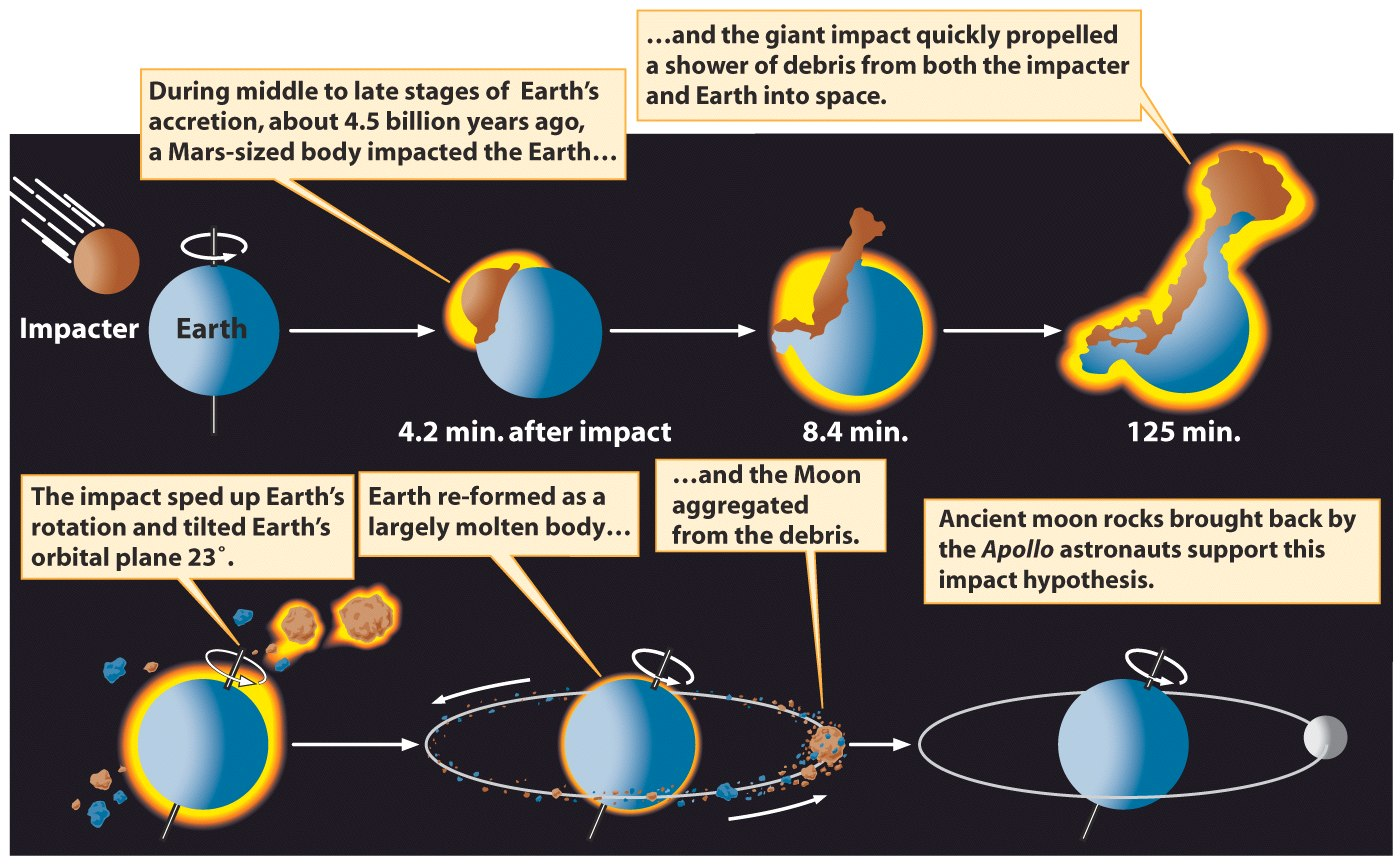 …and the giant impact quickly propelled
a shower of debris from both the impacter
and Earth into space.
During middle to late stages of Earth's
accretion, about 4.5 billion years ago,
a Mars-sized body impacted the Earth…
Impacter
Earth
4.2 min. after impact
8.4 min.
125 min.
The impact sped up Earth's
rotation and tilted Earth's
orbital plane 23˚.
Earth re-formed as a
largely molten body…
…and the Moon
aggregated
from the debris.
Ancient moon rocks brought back by
the Apollo astronauts support this
impact hypothesis.